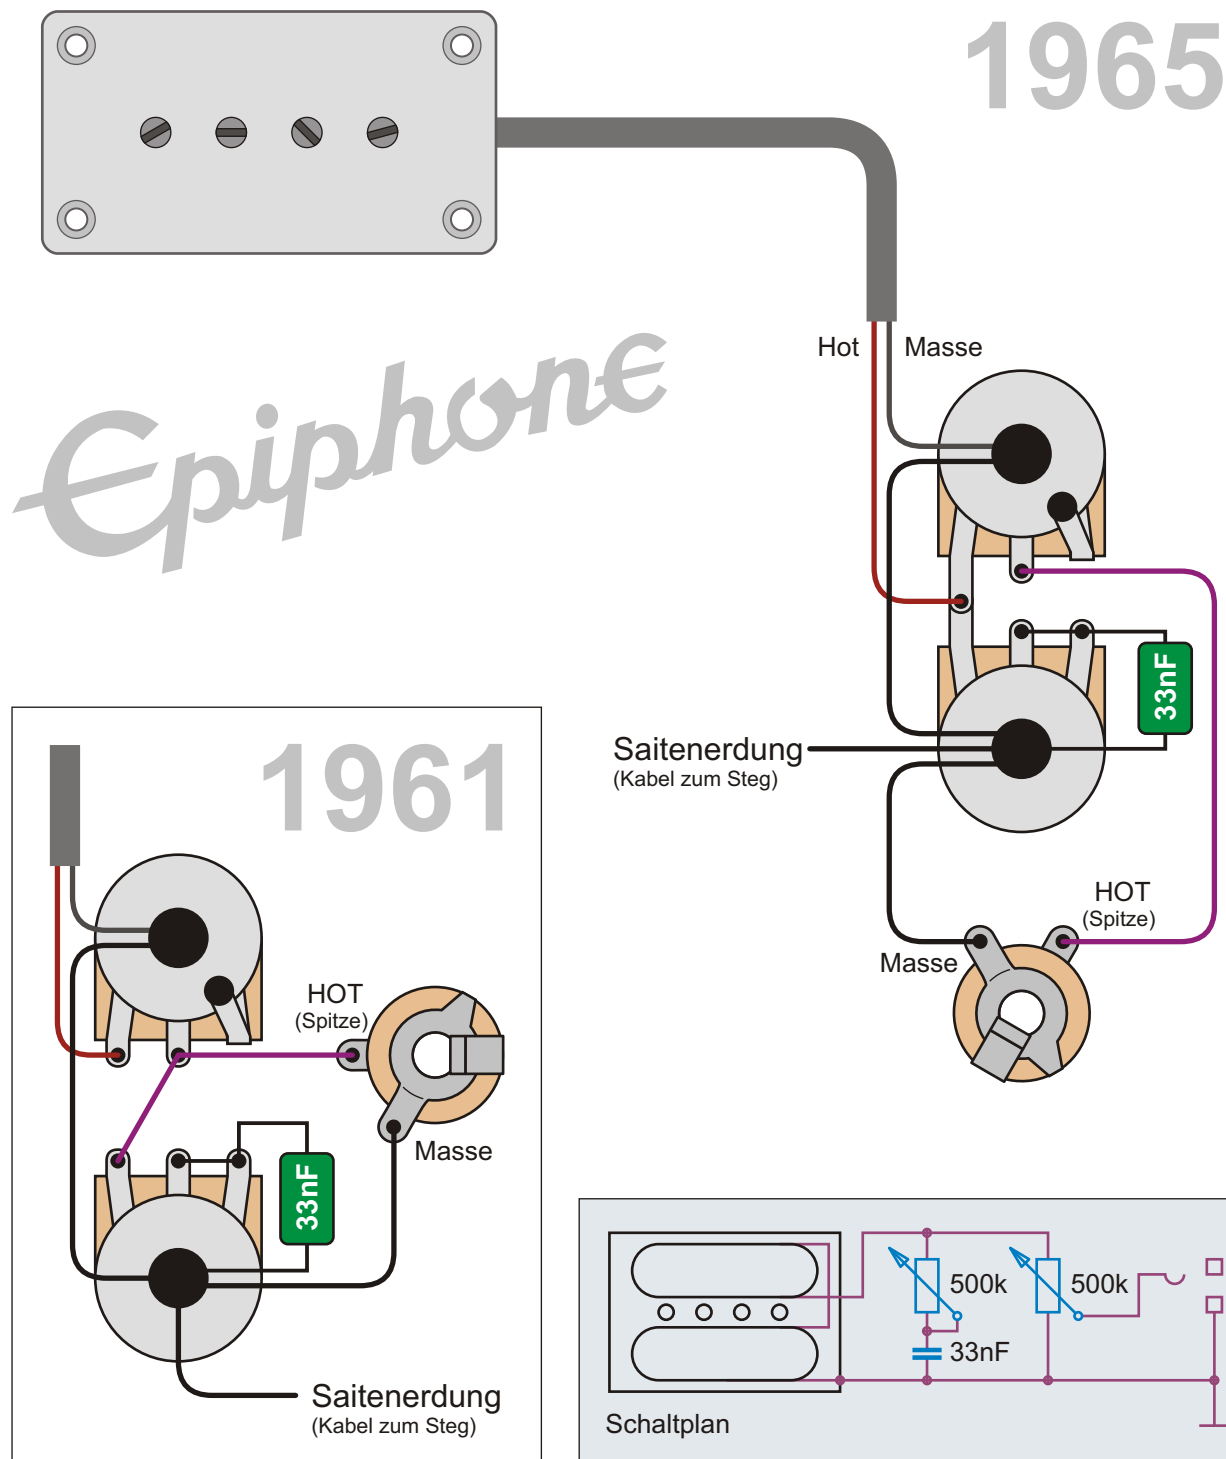 1965
Hot
Masse
Epiphone
33nF
Saitenerdung
(Kabel zum Steg)
HOT
(Spitze)
Masse
1961
HOT
(Spitze)
Masse
33nF
Saitenerdung
(Kabel zum Steg)
500k
500k
33nF
Schaltplan